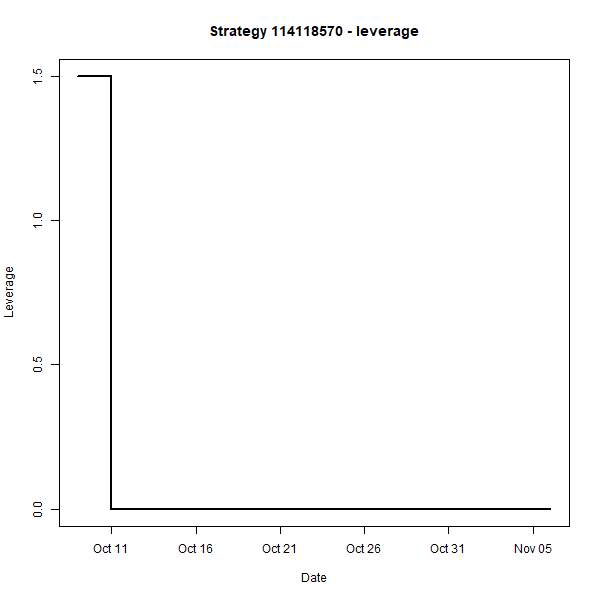 Strategy 114118570 - leverage
1.5
1.0
0.5
0.0
Leverage
Oct 11 Oct 16 Oct 21 Oct 26 Oct 31 Nov 05
Date